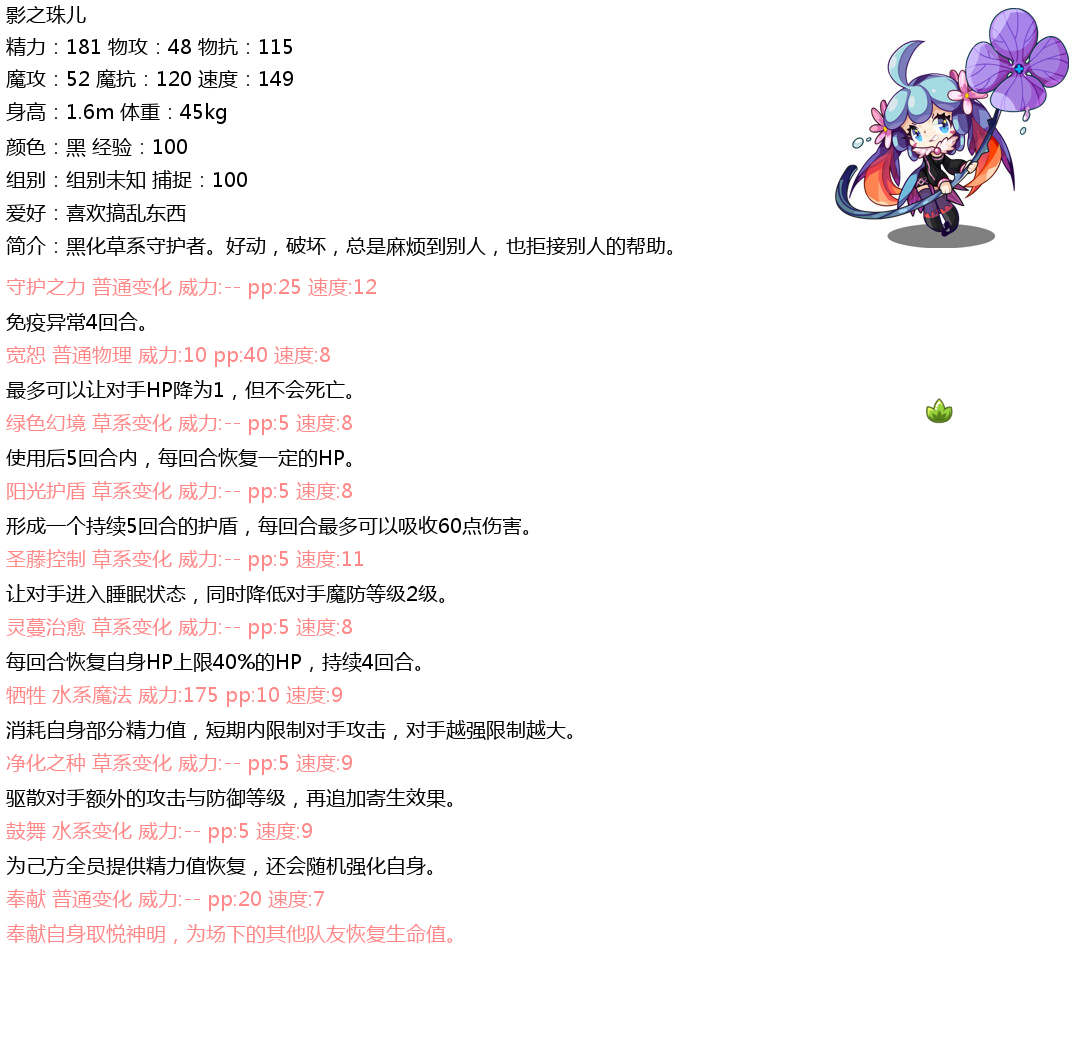 影之珠儿
精力：181 物攻：48 物抗：115
魔攻：52 魔抗：120 速度：149
身高：1.6m 体重：45kg
颜色：黑 经验：100
组别：组别未知 捕捉：100
爱好：喜欢搞乱东西
简介：黑化草系守护者。好动，破坏，总是麻烦到别人，也拒接别人的帮助。
守护之力 普通变化 威力:-- pp:25 速度:12
免疫异常4回合。
宽恕 普通物理 威力:10 pp:40 速度:8
最多可以让对手HP降为1，但不会死亡。
绿色幻境 草系变化 威力:-- pp:5 速度:8
使用后5回合内，每回合恢复一定的HP。
阳光护盾 草系变化 威力:-- pp:5 速度:8
形成一个持续5回合的护盾，每回合最多可以吸收60点伤害。
圣藤控制 草系变化 威力:-- pp:5 速度:11
让对手进入睡眠状态，同时降低对手魔防等级2级。
灵蔓治愈 草系变化 威力:-- pp:5 速度:8
每回合恢复自身HP上限40%的HP，持续4回合。
牺牲 水系魔法 威力:175 pp:10 速度:9
消耗自身部分精力值，短期内限制对手攻击，对手越强限制越大。
净化之种 草系变化 威力:-- pp:5 速度:9
驱散对手额外的攻击与防御等级，再追加寄生效果。
鼓舞 水系变化 威力:-- pp:5 速度:9
为己方全员提供精力值恢复，还会随机强化自身。
奉献 普通变化 威力:-- pp:20 速度:7
奉献自身取悦神明，为场下的其他队友恢复生命值。